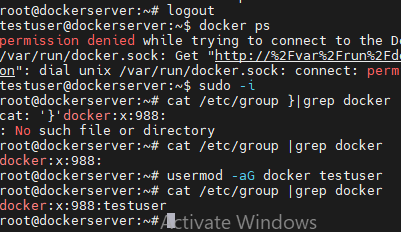 root@dockerserver:~# logout
testuser@dockerserver:~$ docker ps
permission denied while trying to connect to the Do
/var/run/docker.sock: Get "http://%2Fvar%2Frun%2Fdo
on": dial unix /var/run/docker.sock: connect: perm
testuser@dockerserver:~$ sudo -i
root@dockerserver:~# cat /etc/group }|grep docker
cat: '}'docker:x:988:
: No such file or directory
root@dockerserver:~# cat /etc/group |grep docker
docker:x:988:
root@dockerserver:~# usermod -aG docker testuser
root@dockerserver:~# cat /etc/group |grep docker
docker:x:988:testuser
root@dockerserver:~#
Activate Windows